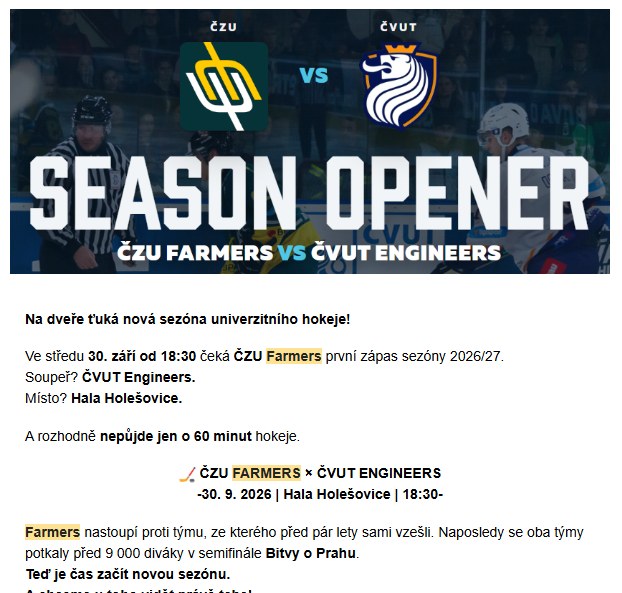 ČZU
ČVUT
VS
SEASON OPENER
ČZU FARMERS VS ČVUT ENGINEERS
Na dveře ťuká nová sezóna univerzitního hokeje!
Ve středu 30. září od 18:30 čeká ČZU Farmers první zápas sezóny 2026/27.
Soupeř? ČVUT Engineers.
Místo? Hala Holešovice.
A rozhodně nepůjde jen o 60 minut hokeje.
ČZU FARMERS × ČVUT ENGINEERS
-30. 9. 2026 | Hala Holešovice | 18:30-
Farmers nastoupí proti týmu, ze kterého před pár lety sami vzešli. Naposledy se oba týmy
potkaly před 9 000 diváky v semifinále Bitvy o Prahu.
Teď je čas začít novou sezónu.